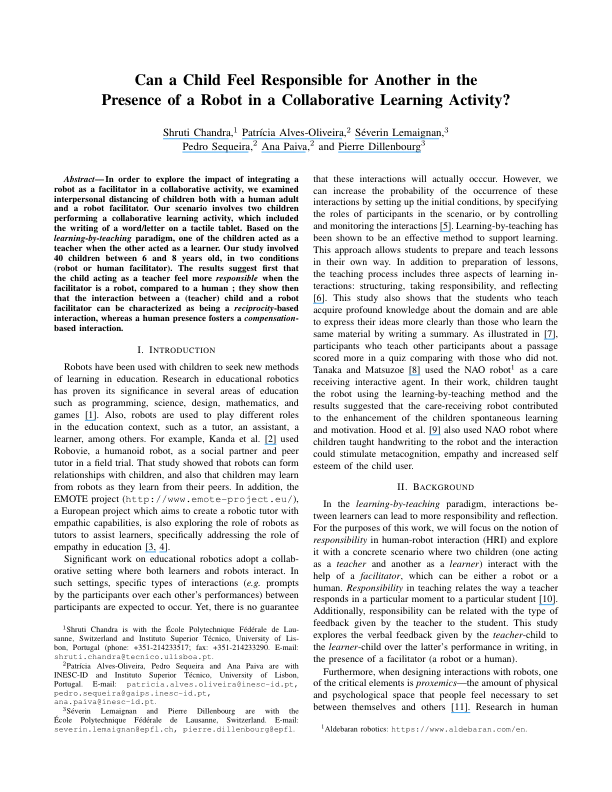 Can a Child Feel Responsible for Another in the
Presence of a Robot in a Collaborative Learning Activity?
Shruti Chandra,1 Patrícia Alves-Oliveira,2 Séverin Lemaignan,3
Pedro Sequeira,2 Ana Paiva,2 and Pierre Dillenbourg3
Abstract—In order to explore the impact of integrating a
robot as a facilitator in a collaborative activity, we examined
interpersonal distancing of children both with a human adult
and a robot facilitator. Our scenario involves two children
performing a collaborative learning activity, which included
the writing of a word/letter on a tactile tablet. Based on the
learning-by-teaching paradigm, one of the children acted as a
teacher when the other acted as a learner. Our study involved
40 children between 6 and 8 years old, in two conditions
(robot or human facilitator). The results suggest first that
the child acting as a teacher feel more responsible when the
facilitator is a robot, compared to a human ; they show then
that the interaction between a (teacher) child and a robot
facilitator can be characterized as being a reciprocity-based
interaction, whereas a human presence fosters a compensation-
based interaction.
I. INTRODUCTION
Robots have been used with children to seek new methods
of learning in education. Research in educational robotics
has proven its significance in several areas of education
such as programming, science, design, mathematics, and
games [1]. Also, robots are used to play different roles
in the education context, such as a tutor, an assistant, a
learner, among others. For example, Kanda et al. [2] used
Robovie, a humanoid robot, as a social partner and peer
tutor in a field trial. That study showed that robots can form
relationships with children, and also that children may learn
from robots as they learn from their peers. In addition, the
EMOTE project (http://www.emote-project.eu/),
a European project which aims to create a robotic tutor with
empathic capabilities, is also exploring the role of robots as
tutors to assist learners, specifically addressing the role of
empathy in education [3, 4].
Significant work od educational robotics adopt a collab-
orative setting where both learners and robots interact. In
such settings, specific types of interactions (e.g. prompts
by the participants over each other's performances) between
participants are expected to occur. Yet, there is no guarantee
1Shruti Chandra is with the École Polytechnique Fédérale de Lau-
sanne, Switzerland and Instituto Superior Técnico, University of Lis-
bon, Portugal (phone: +351-214233517; fax: +351-214233290. E-mail:
shruti.chandra@tecnico.ulisboa.pt.
2Patrícia Alves-Oliveira, Pedro Sequeira and Ana Paiva are with
INESC-ID and Instituto Superior Técnico, University of Lisbon,
Portugal. E-mail: patricia.alves.oliveira@inesc-id.pt,
pedro.sequeira@gaips.inesc-id.pt,
ana.paiva@inesc-id.pt.
3Séverin Lemaignan and Pierre Dillenbourg are with the
École Polytechnique Fédérale de Lausanne, Switzerland. E-mail:
severin.lemaignan@epfl.ch, pierre.dillenbourg@epfl.
that these interactions will actually occcur. However, we
can increase the probability of the occurrence of these
interactions by setting up the initial conditions, by specifying
the roles of participants in the scenario, or by controlling
and monitoring the interactions [5]. Learning-by-teaching has
been shown to be an effective method to support learning.
This approach allows students to prepare and teach lessons
in their own way. In addition to preparation of lessons,
the teaching process includes three aspects of learning in-
teractions: structuring, taking responsibility, and reflecting
[6]. This study also shows that the students who teach
acquire profound knowledge about the domain and are able
to express their ideas more clearly than those who learn the
same material by writing a summary. As illustrated in [7],
participants who teach other participants about a passage
scored more in a quiz comparing with those who did not.
Tanaka and Matsuzoe [8] used the NAO robot1 as a care
receiving interactive agent. In their work, children taught
the robot using the learning-by-teaching method and the
results suggested that the care-receiving robot contributed
to the enhancement of the children spontaneous learning
and motivation. Hood et al. [9] also used NAO robot where
children taught handwriting to the robot and the interaction
could stimulate metacognition, empathy and increased self
esteem of the child user.
II. BACKGROUND
In the learning-by-teaching paradigm, interactions be-
tween learners can lead to more responsibility and reflection.
For the purposes of this work, we will focus on the notion of
responsibility in human-robot interaction (HRI) and explore
it with a concrete scenario where two children (one acting
as a teacher and another as a learner) interact with the
help of a facilitator, which can be either a robot or a
human. Responsibility in teaching relates the way a teacher
responds in a particular moment to a particular student [10].
Additionally, responsibility can be related with the type of
feedback given by the teacher to the student. This study
explores the verbal feedback given by the teacher-child to
the learner-child over the latter's performance in writing, in
the presence of a facilitator (a robot or a human).
Furthermore, when designing interactions with robots, one
of the critical elements is proxemics—the amount of physical
and psychological space that people feel necessary to set
between themselves and others [11]. Research in human
1Aldebaran robotics: https://www.aldebaran.com/en.